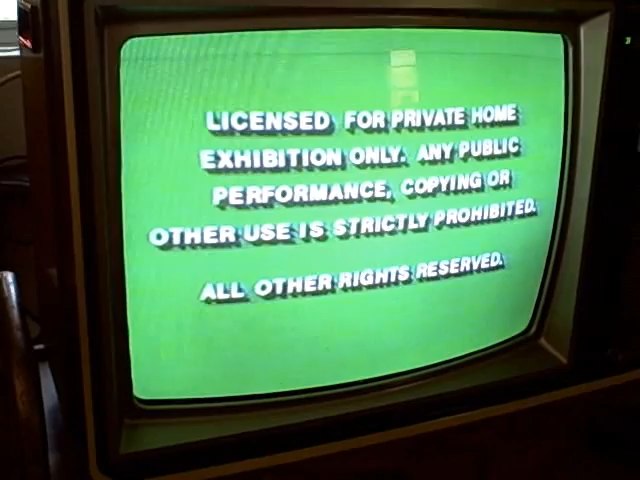 LICENSED FOR PRIVATE HOME
EXHIBITION ONLY. ANY PUBLIC
PERFORMANCE, COPYING OR
OTHER USE IS STRICTLY PROHIBITED.
ALL OTHER RIGHTS RESERVED.